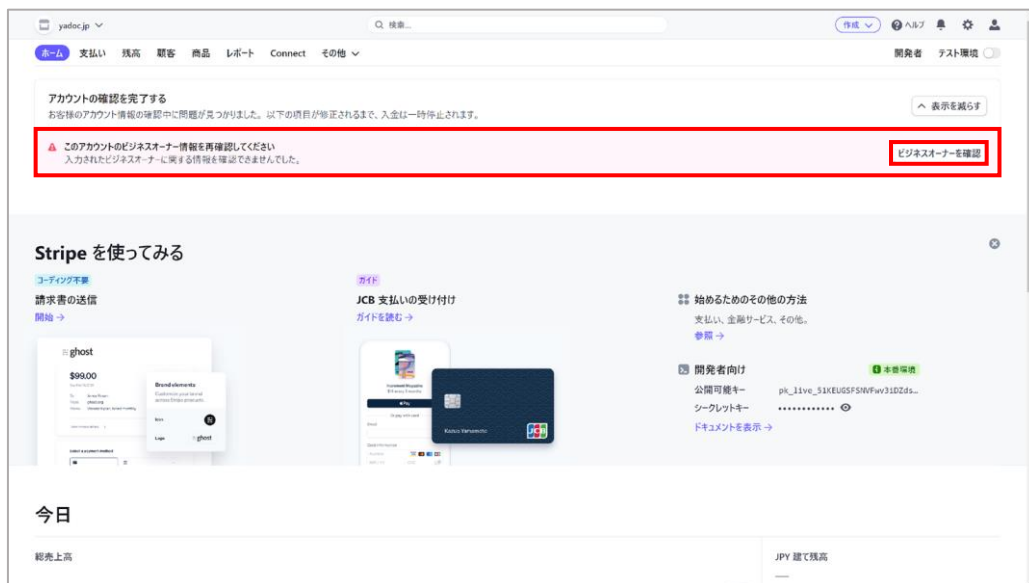 yadoc.jp
検索...
作成
ヘルプ
ホーム 支払い 残高 顧客 商品 レポート Connect その他
開発者 テスト環境
アカウントの確認を完了する
お客様のアカウント情報の確認中に問題が見つかりました。以下の項目が修正されるまで、入金は一時停止されます。
表示を減らす
このアカウントのビジネスオーナー情報を再確認してください
入力されたビジネスオーナーに関する情報を確認できませんでした。
ビジネスオーナーを確認
Stripe を使ってみる
コーディング不要
請求書の送信
開始 →
ghost
$99.00
Brand elements
Customize your brand
across Stripe products
Icon
Logo
ghost
ガイド
JCB 支払いの受け付け
ガイドを読む →
Pay
Kazuo Yamamoto
JCB
始めるためのその他の方法
支払い、金融サービス、その他。
参照 →
開発者向け
本番環境
公開可能キー pk_live_51KEUGSFSNVFwv31DZds…
シークレットキー ••••••••••••
ドキュメントを表示 →
今日
総売上高
JPY 建て残高